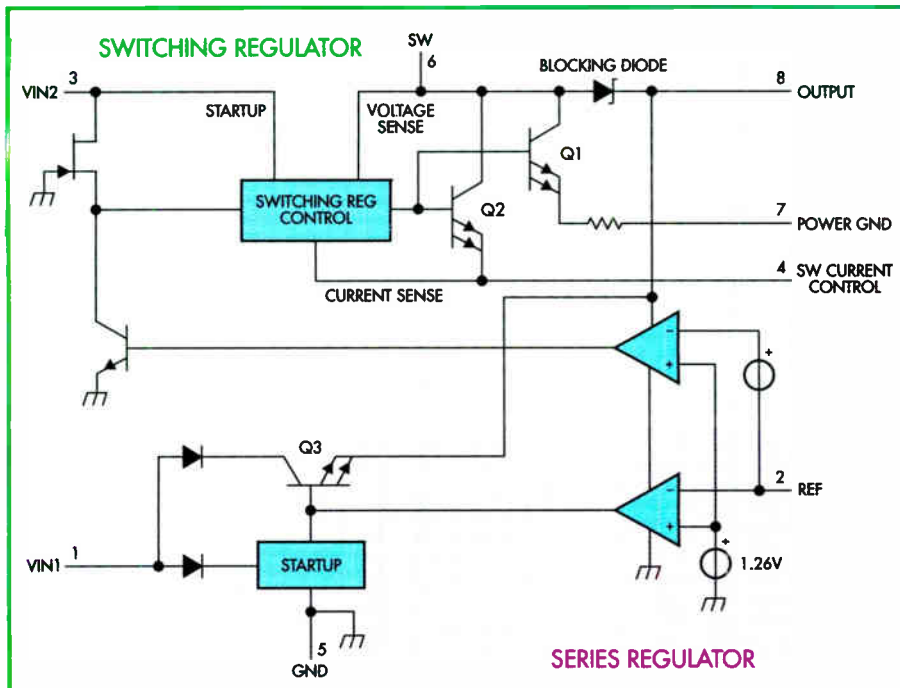 SWITCHING REGULATOR
SW
6
BLOCKING DIODE
3
VIN2
8
OUTPUT
STARTUP
VOLTAGE
SENSE
Q1
SWITCHING REG
CONTROL
Q2
7
POWER GND
4
SW CURRENT
CONTROL
CURRENT SENSE
-
+
+
Q3
2
REF
-
+
+
1
VIN1
STARTUP
1.26V
5
GND
SERIES REGULATOR